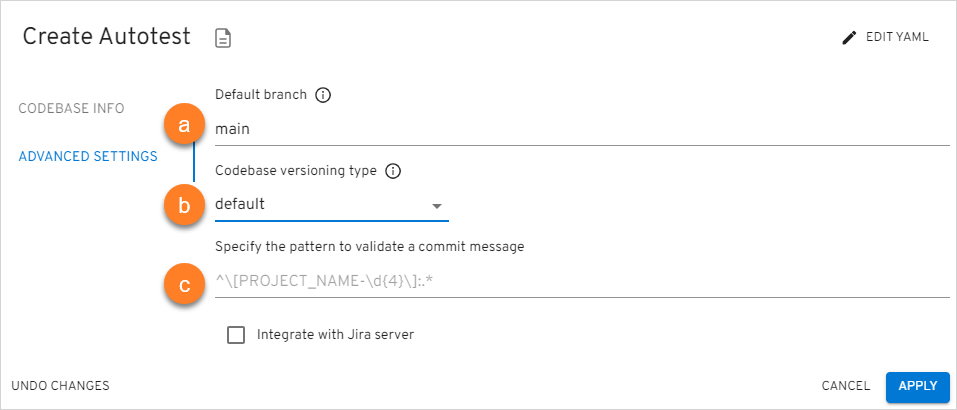 Create Autotest
EDIT YAML
CODEBASE INFO
ADVANCED SETTINGS
Default branch
a
main
Codebase versioning type
b
default
Specify the pattern to validate a commit message
c
^\[PROJECT_NAME-\d{4}\]:.*
Integrate with Jira server
UNDO CHANGES
CANCEL
APPLY